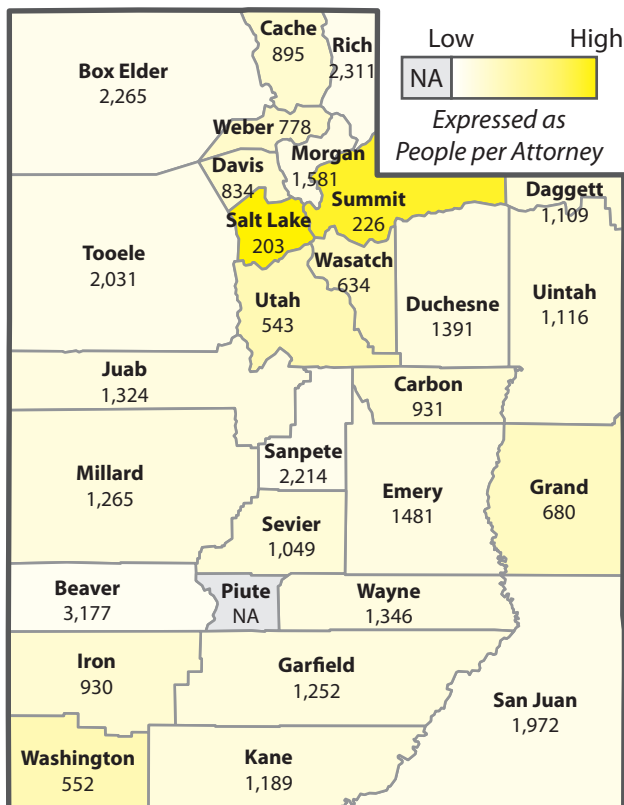 Cache
895
Rich
2,311
Low High
NA
Expressed as
People per Attorney
Box Elder
2,265
Weber 778
Morgan
1,581
Davis
834
Summit
226
Daggett
1,109
Salt Lake
203
Tooele
2,031
Wasatch
634
Utah
543
Duchesne
1391
Uintah
1,116
Juab
1,324
Carbon
931
Sanpete
2,214
Millard
1,265
Emery
1481
Grand
680
Sevier
1,049
Beaver
3,177
Piute
NA
Wayne
1,346
Iron
930
Garfield
1,252
San Juan
1,972
Washington
552
Kane
1,189